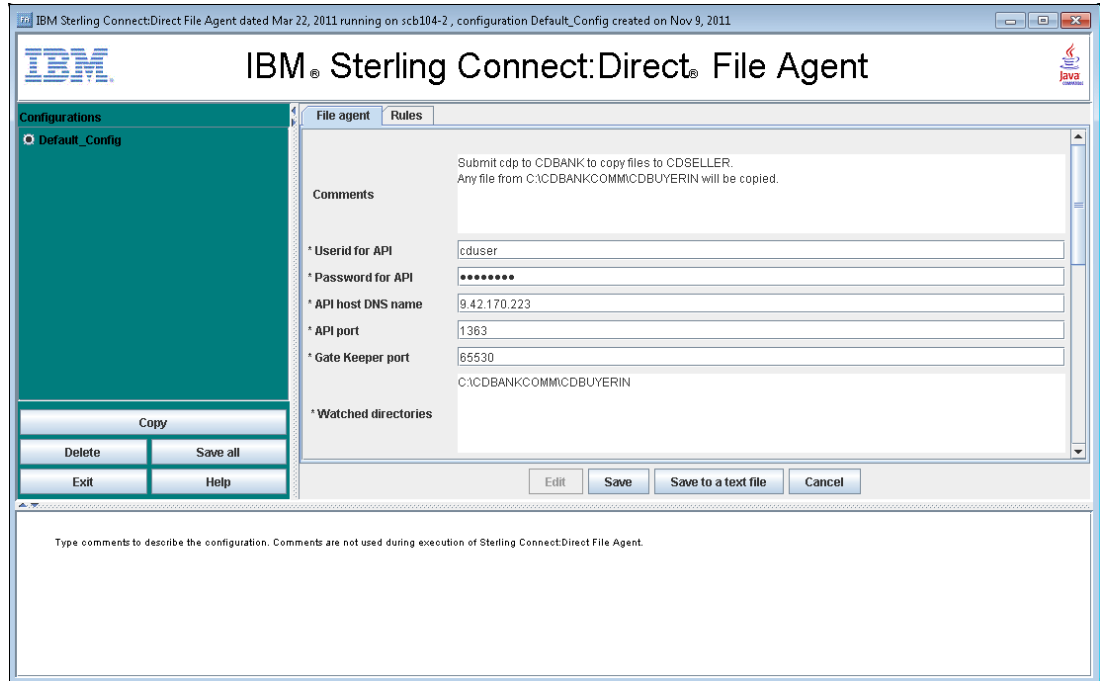 IBM Sterling Connect:Direct File Agent dated Mar 22, 2011 running on scb104-2 , configuration Default_Config created on Nov 9, 2011
IBM® IBM® Sterling Connect:Direct® File Agent
Java
COMPATIBLE
Configurations
Default_Config
File agent Rules
Comments
Submit cdp to CDBANK to copy files to CDSELLER.
Any file from C:\CDBANKCOMM\CDBUYERIN will be copied.
* Userid for API cduser
* Password for API ••••••••
* API host DNS name 9.42.170.223
* API port 1363
* Gate Keeper port 65530
* Watched directories C:\CDBANKCOMM\CDBUYERIN
Copy
Delete Save all
Exit Help
Edit Save Save to a text file Cancel
Type comments to describe the configuration. Comments are not used during execution of Sterling Connect:Direct File Agent.